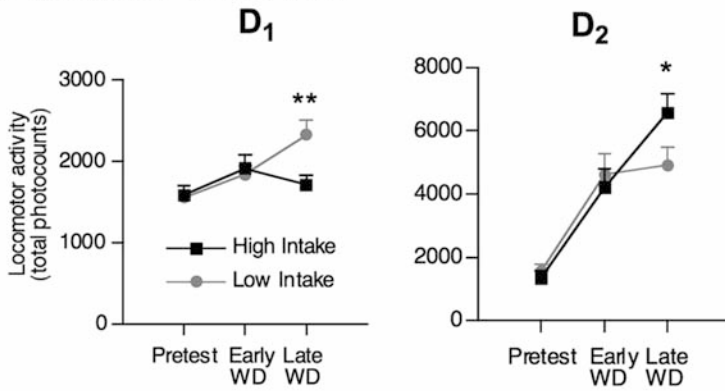 D1
D2
Locomotor activity
(total photocounts)
3000
2000
1000
0
**
High Intake
Low Intake
Pretest
Early
WD
Late
WD
8000
6000
4000
2000
0
*
Pretest
Early
WD
Late
WD